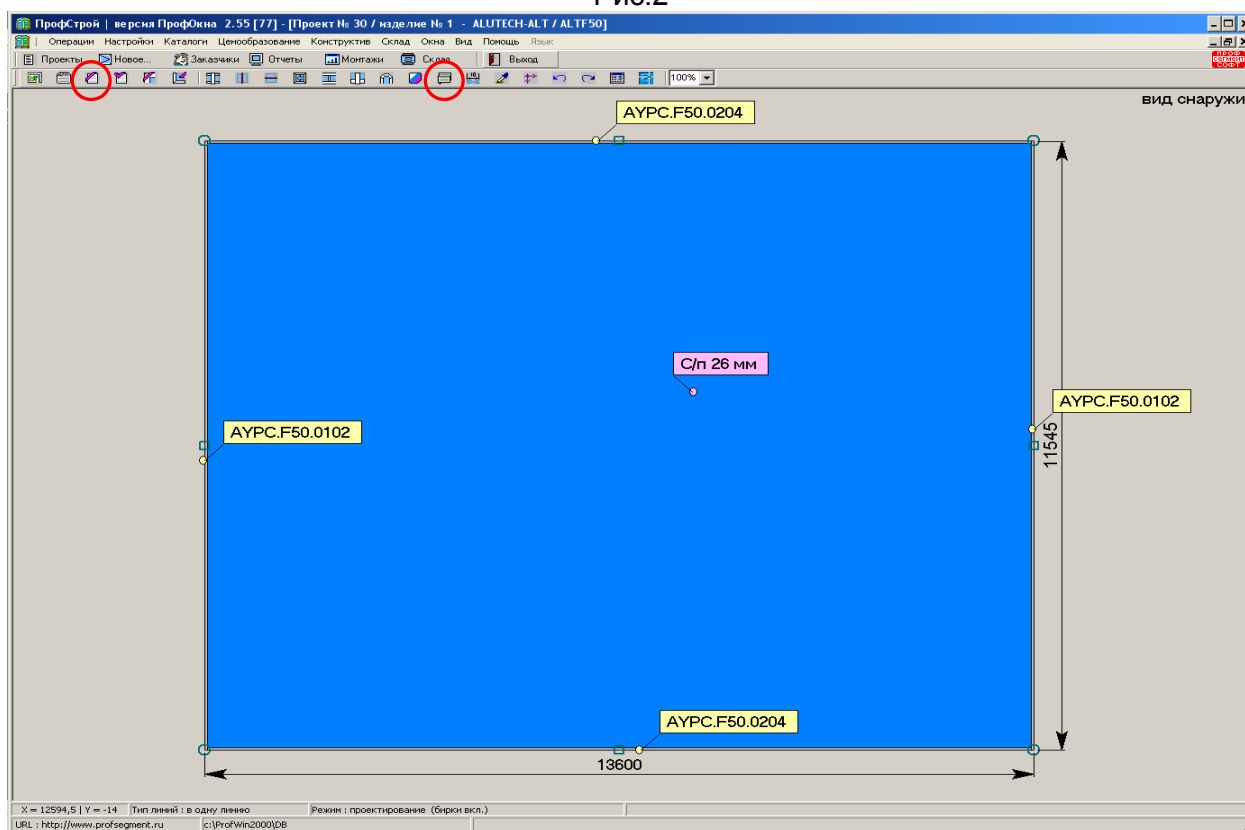 Рис.2
ПрофСтрой | версия ПрофОкна 2.55 [77] - [Проект № 30 / изделие № 1 - ALUTECH-ALT / ALTF50]
Операции Настройки Каталоги Ценообразование Конструктив Склад Окна Вид Помощь Язык
Проекты Новое... Заказчики Отчеты Монтажи Склад Выход
ПРОФ
СЕГМЕНТ
СОФТ
100%
вид снаружи
AYPC.F50.0204
С/п 26 мм
AYPC.F50.0102
AYPC.F50.0102
11545
AYPC.F50.0204
13600
X = 12594,5 | Y = -14 Тип линий : в одну линию Режим : проектирование (бирки вкл.)
URL : http://www.profsegment.ru c:\ProfWin2000\DB